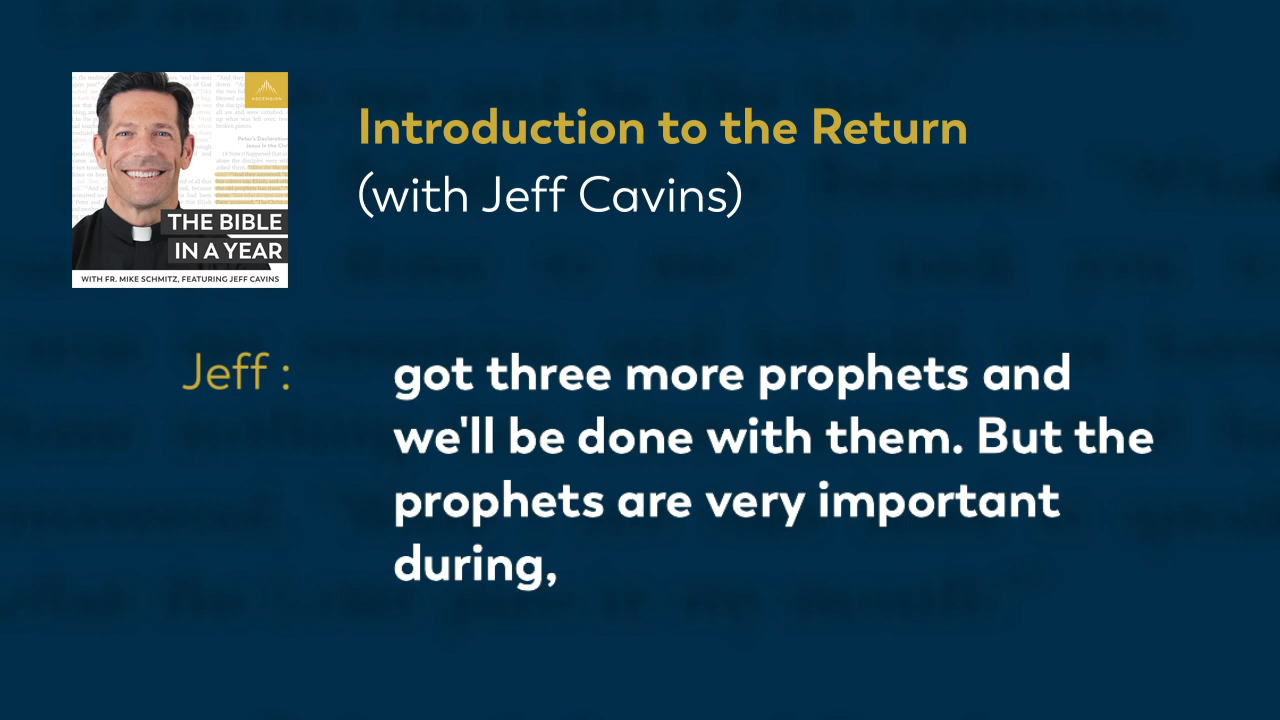 ASCENSION
THE BIBLE
IN A YEAR
WITH FR. MIKE SCHMITZ, FEATURING JEFF CAVINS
Introduction to the Return
(with Jeff Cavins)
Jeff :
got three more prophets and
we'll be done with them. But the
prophets are very important
during,